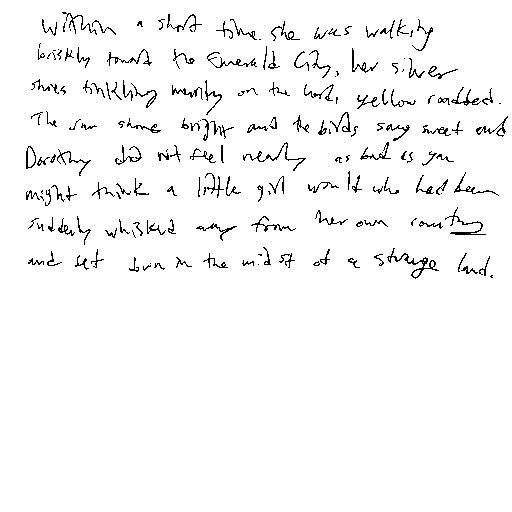 Within a short time she was walking
briskly toward the Emerald City, her silver
shoes tinkling merrily on the hard, yellow roadbed.
The sun shone bright and the birds sang sweet and
Dorothy did not feel nearly as bad as you
might think a little girl would who had been
suddenly whisked away from her own country
and set down in the midst of a strange land.